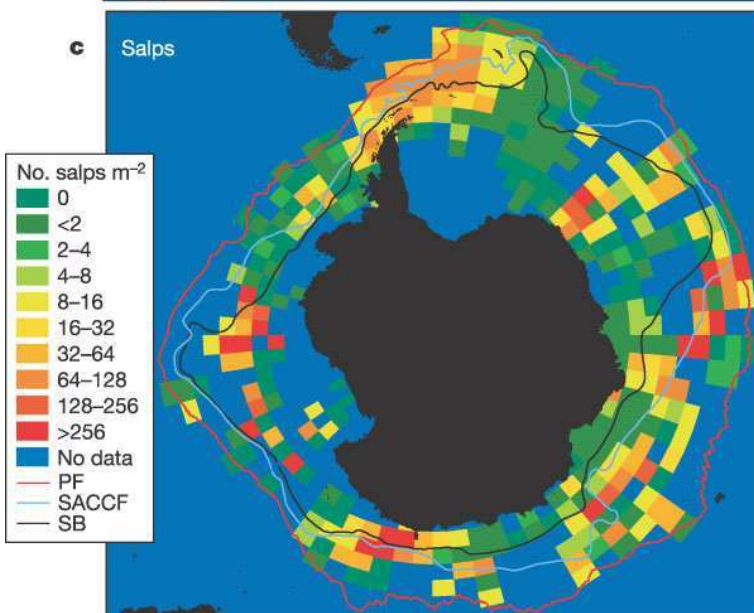 c
Salps
No. salps m⁻²
0
<2
2–4
4–8
8–16
16–32
32–64
64–128
128–256
>256
No data
PF
SACCF
SB